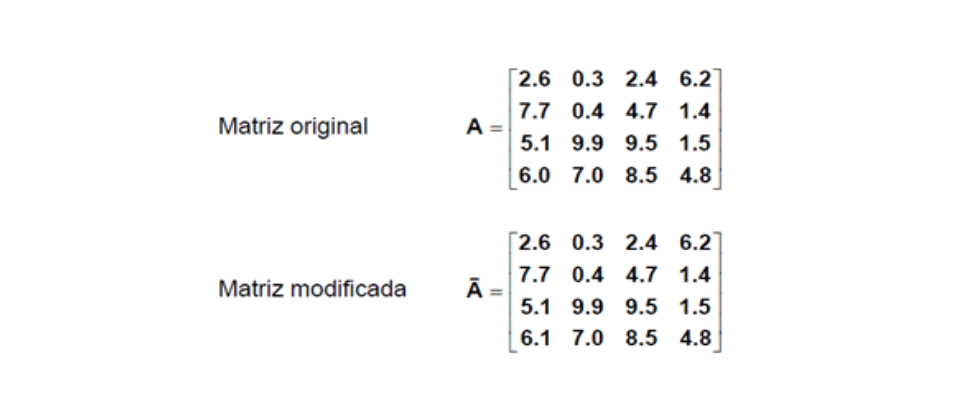 2.6 0.3 2.4 6.2
7.7 0.4 4.7 1.4
Matriz original A =
5.1 9.9 9.5 1.5
6.0 7.0 8.5 4.8
2.6 0.3 2.4 6.2
7.7 0.4 4.7 1.4
Matriz modificada Ā =
5.1 9.9 9.5 1.5
6.1 7.0 8.5 4.8